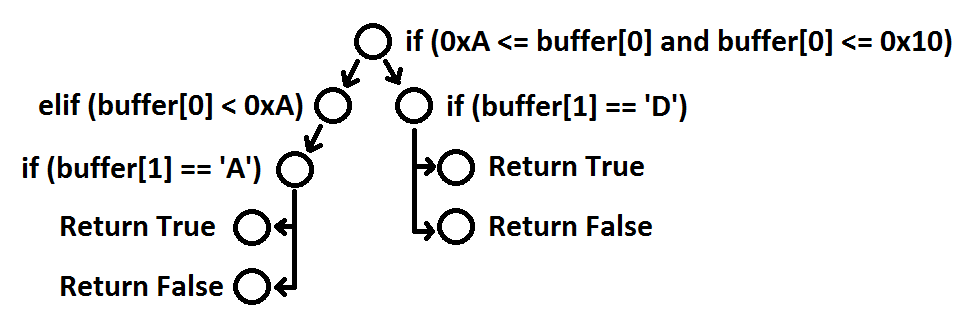 if (0xA <= buffer[0] and buffer[0] <= 0x10)
elif (buffer[0] < 0xA)
if (buffer[1] == 'D')
if (buffer[1] == 'A')
Return True
Return True
Return False
Return False